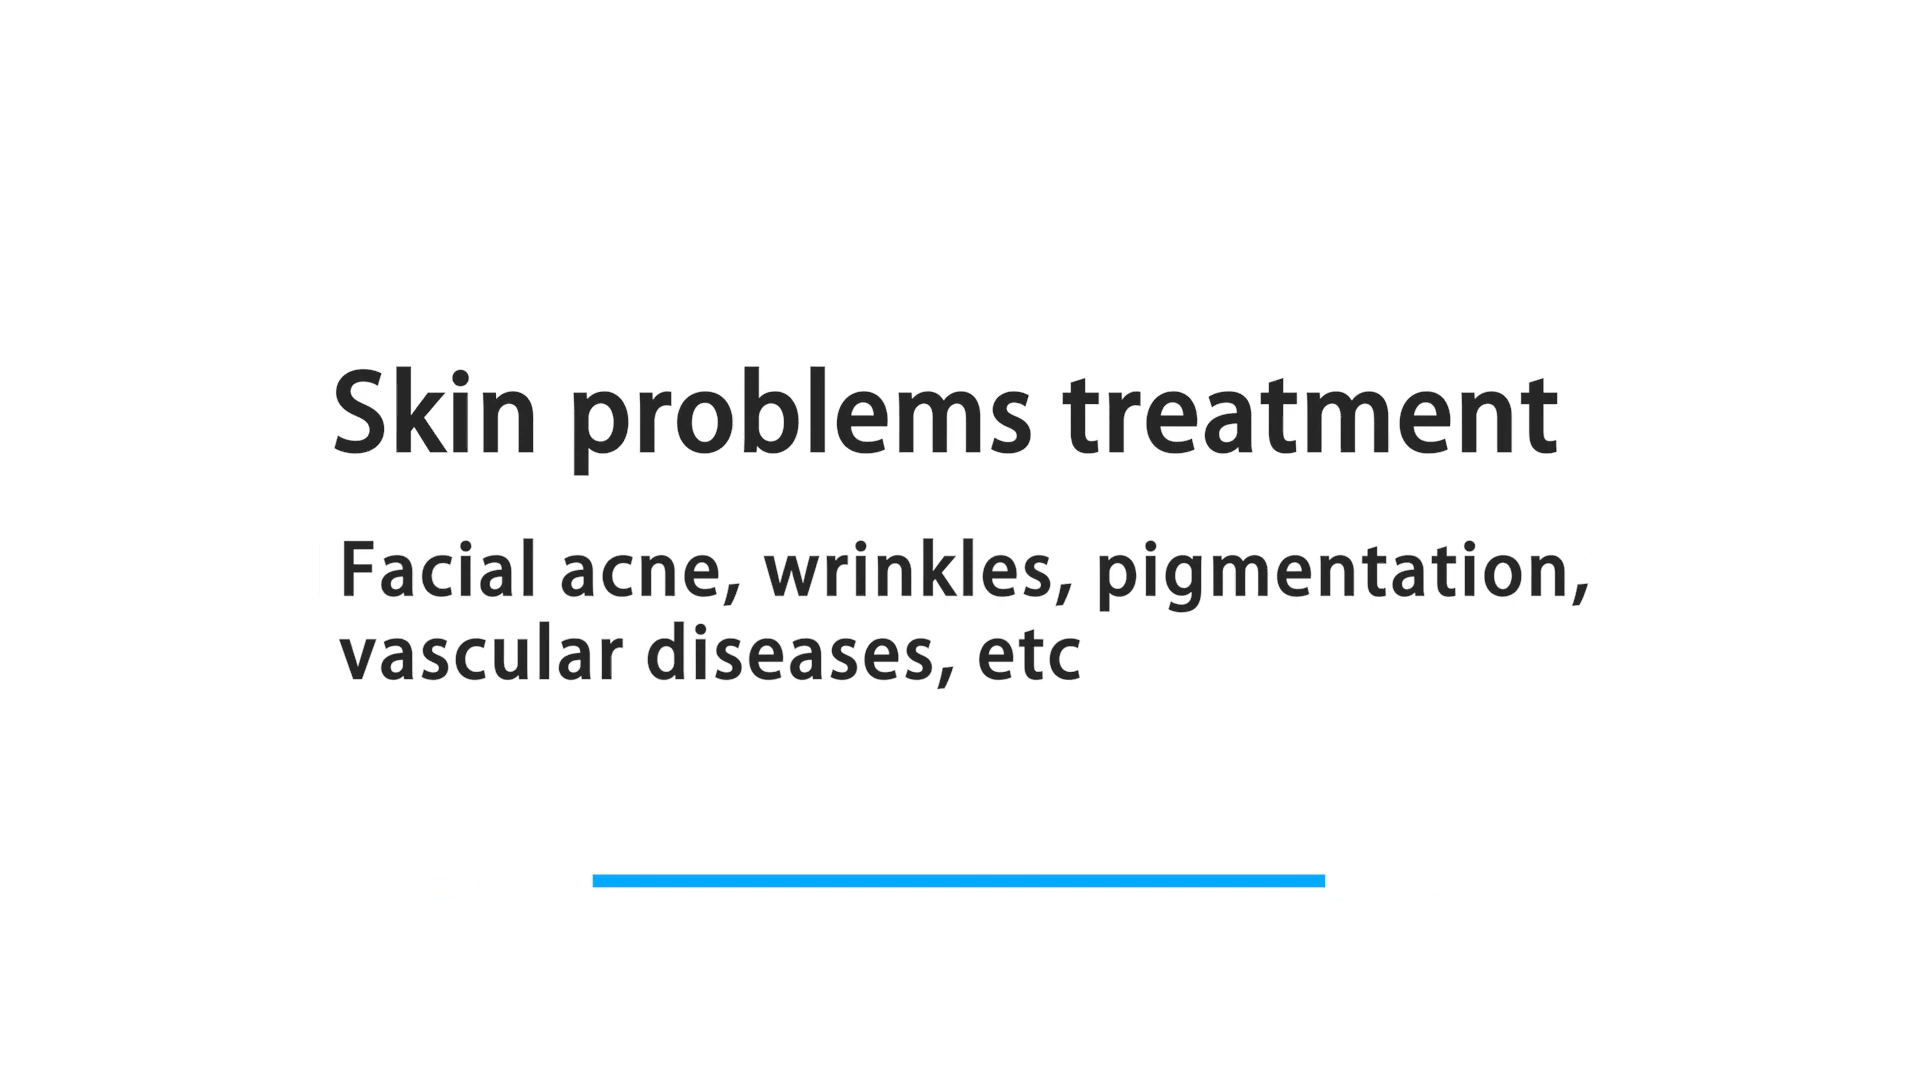 Skin problems treatment
Facial acne, wrinkles, pigmentation,
vascular diseases, etc